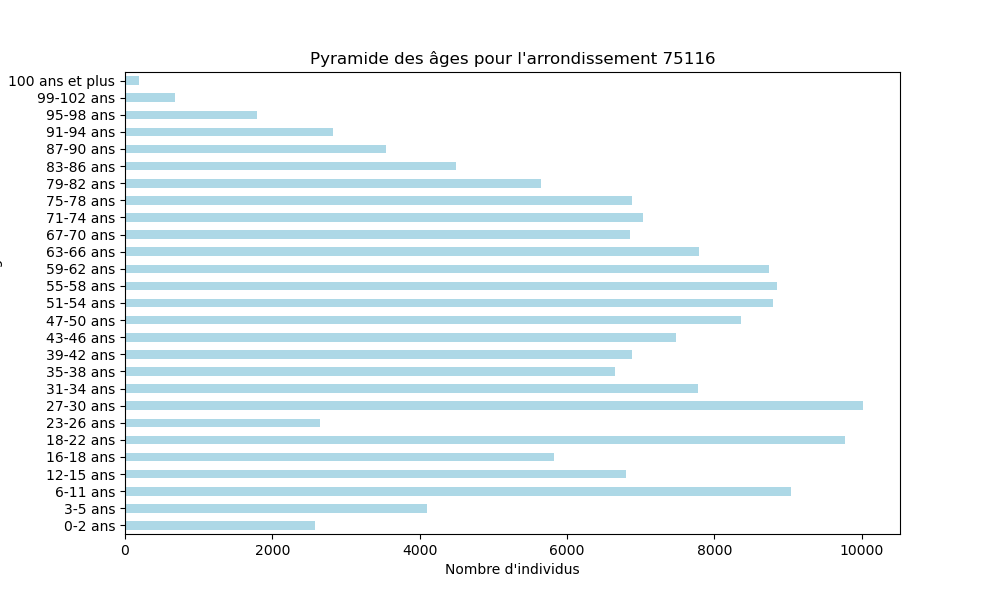 Pyramide des âges pour l'arrondissement 75116
100 ans et plus
99-102 ans
95-98 ans
91-94 ans
87-90 ans
83-86 ans
79-82 ans
75-78 ans
71-74 ans
67-70 ans
63-66 ans
59-62 ans
55-58 ans
51-54 ans
47-50 ans
43-46 ans
39-42 ans
35-38 ans
31-34 ans
27-30 ans
23-26 ans
18-22 ans
16-18 ans
12-15 ans
6-11 ans
3-5 ans
0-2 ans
0 2000 4000 6000 8000 10000
Nombre d'individus